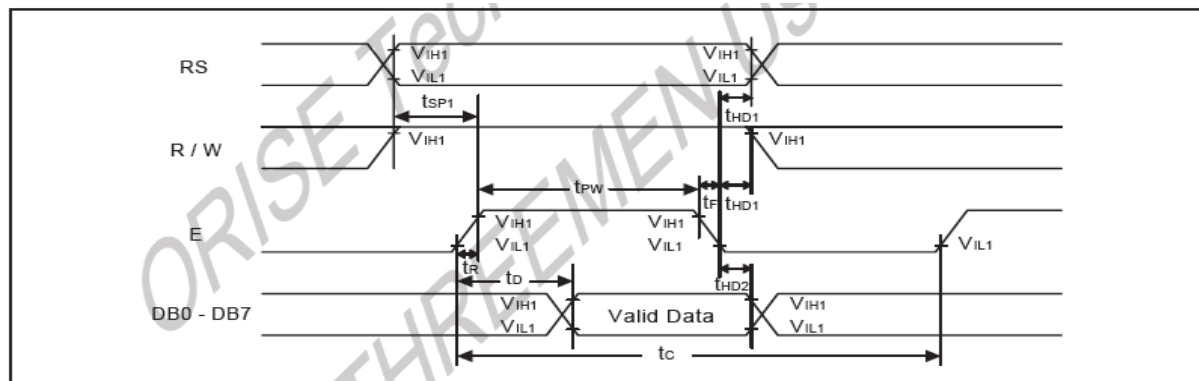 ORISE Tec
THREEMEN Us
RS
VIH1
VIL1
VIH1
VIL1
tSP1
tHD1
R / W
VIH1
VIH1
tPW
tF
tHD1
E
VIH1
VIL1
VIH1
VIL1
VIL1
tR
tD
tHD2
DB0 - DB7
VIH1
VIL1
Valid Data
VIH1
VIL1
tC